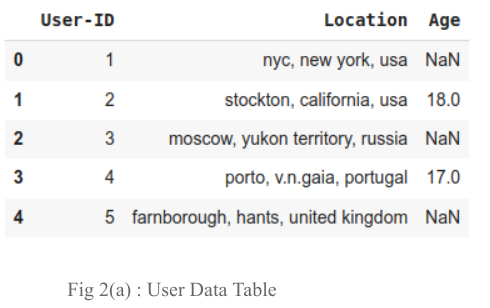 User-ID Location Age
0 1 nyc, new york, usa NaN
1 2 stockton, california, usa 18.0
2 3 moscow, yukon territory, russia NaN
3 4 porto, v.n.gaia, portugal 17.0
4 5 farnborough, hants, united kingdom NaN
Fig 2(a) : User Data Table